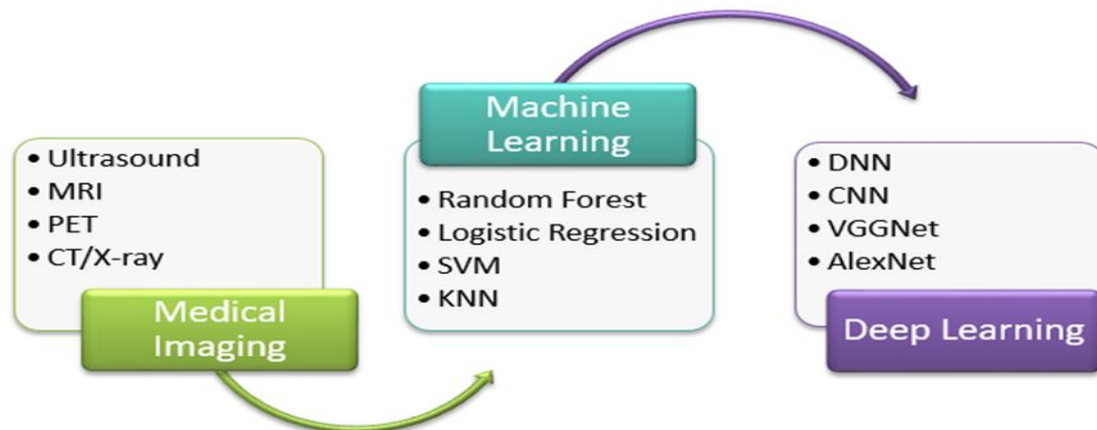 • Ultrasound
• MRI
• PET
• CT/X-ray
Medical
Imaging
Machine
Learning
• Random Forest
• Logistic Regression
• SVM
• KNN
• DNN
• CNN
• VGGNet
• AlexNet
Deep Learning